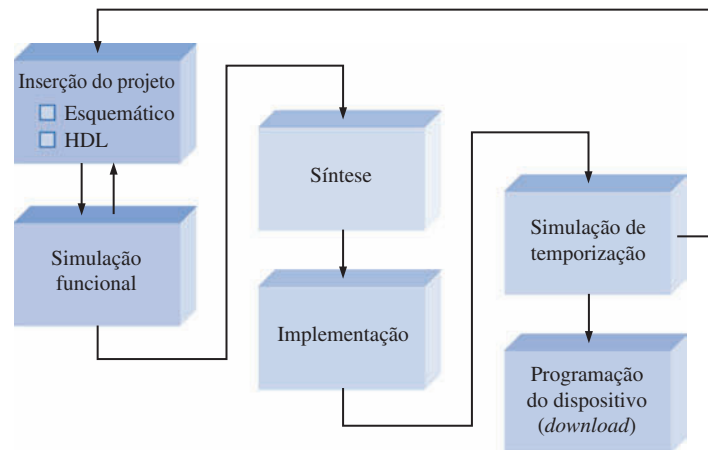 Inserção do projeto
Esquemático
HDL
Simulação
funcional
Síntese
Implementação
Simulação de
temporização
Programação
do dispositivo
(download)